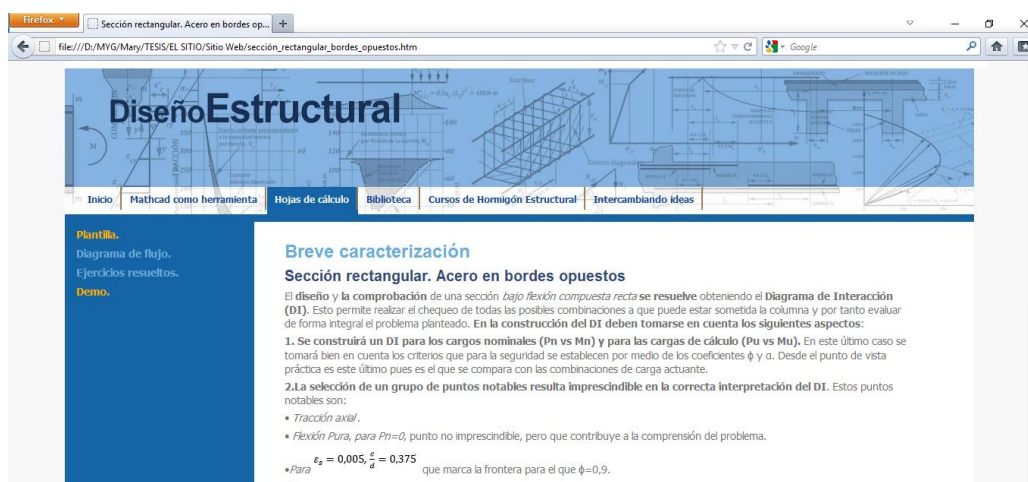 Firefox
Sección rectangular. Acero en bordes op...
file:///D:/MYG/Mary/TESIS/EL SITIO/Sitio Web/sección_rectangular_bordes_opuestos.htm
Google
DiseñoEstructural
Inicio
Mathcad como herramienta
Hojas de cálculo
Biblioteca
Cursos de Hormigón Estructural
Intercambiando ideas
Plantilla.
Diagrama de flujo.
Ejercicios resueltos.
Demo.
Breve caracterización
Sección rectangular. Acero en bordes opuestos
El diseño y la comprobación de una sección bajo flexión compuesta recta se resuelve obteniendo el Diagrama de Interacción
(DI). Esto permite realizar el chequeo de todas las posibles combinaciones a que puede estar sometida la columna y por tanto evaluar
de forma integral el problema planteado. En la construcción del DI deben tomarse en cuenta los siguientes aspectos:
1. Se construirá un DI para los cargos nominales (Pn vs Mn) y para las cargas de cálculo (Pu vs Mu). En este último caso se
tomará bien en cuenta los criterios que para la seguridad se establecen por medio de los coeficientes ϕ y α. Desde el punto de vista
práctica es este último pues es el que se compara con las combinaciones de carga actuante.
2.La selección de un grupo de puntos notables resulta imprescindible en la correcta interpretación del DI. Estos puntos
notables son:
• Tracción axial.
• Flexión Pura, para Pn=0, punto no imprescindible, pero que contribuye a la comprensión del problema.
•Para εs = 0,005, c/d = 0,375 que marca la frontera para el que ϕ=0,9.